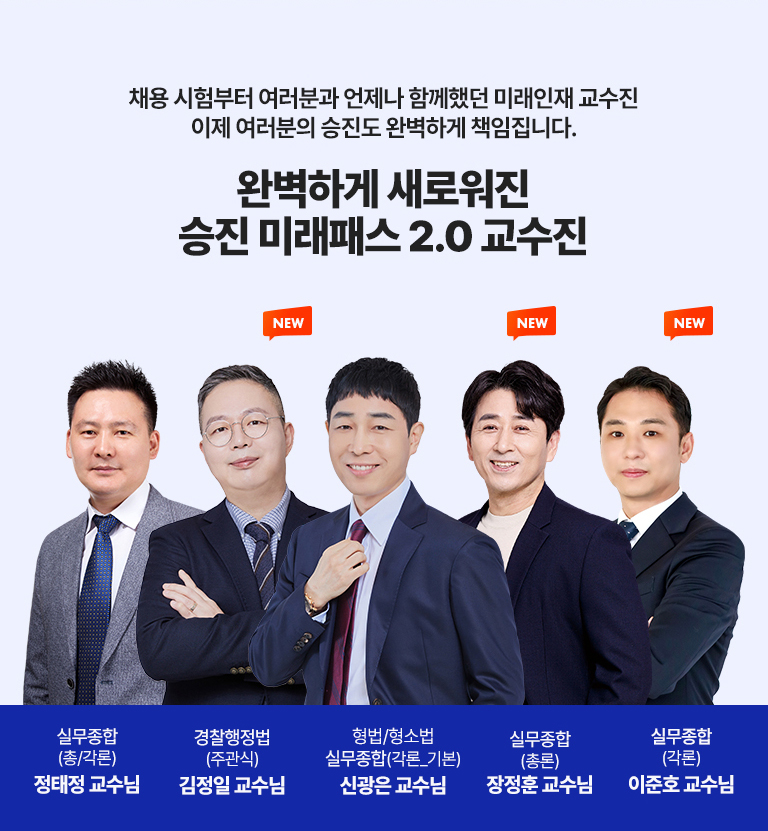 채용 시험부터 여러분과 언제나 함께했던 미래인재 교수진
이제 여러분의 승진도 완벽하게 책임집니다.
완벽하게 새로워진
승진 미래패스 2.0 교수진
NEW
NEW
NEW
실무종합
(총/각론)
정태정 교수님
경찰행정법
(주관식)
김정일 교수님
형법/형소법
실무종합(각론_기본)
신광은 교수님
실무종합
(총론)
장정훈 교수님
실무종합
(각론)
이준호 교수님